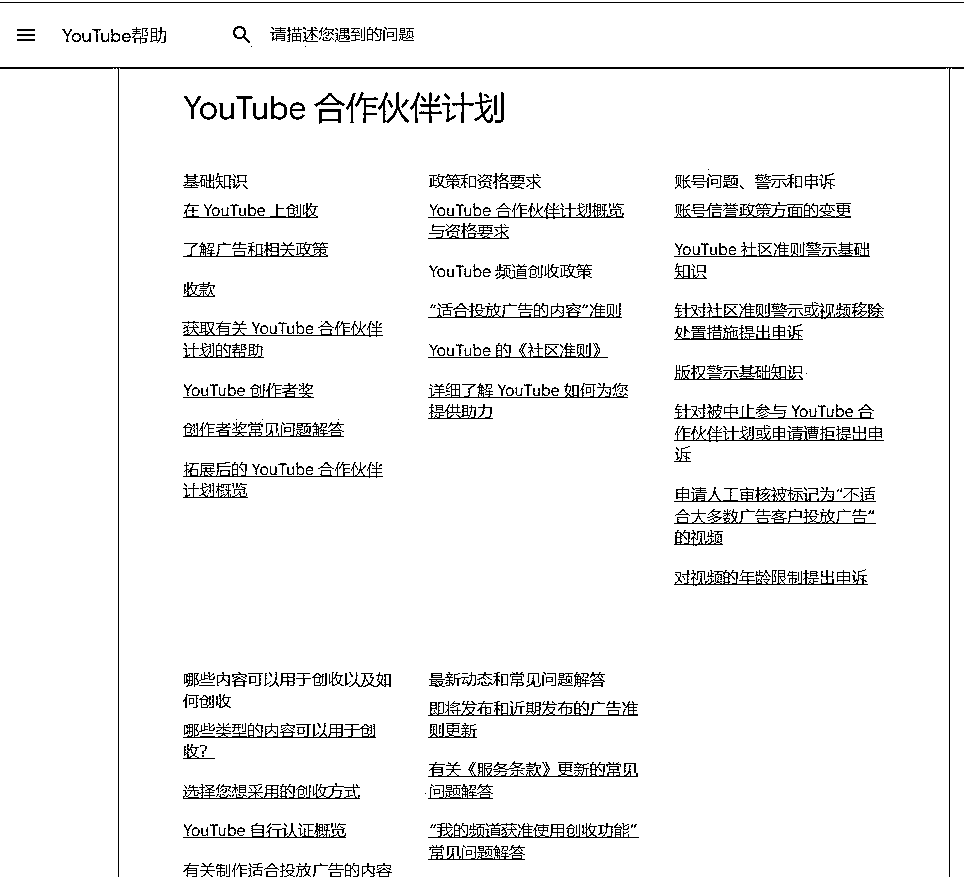 YouTube帮助
请描述您遇到的问题
YouTube 合作伙伴计划
基础知识
在 YouTube 上创收
了解广告和相关政策
收款
获取有关 YouTube 合作伙伴
计划的帮助
YouTube 创作者奖
创作者奖常见问题解答
拓展后的 YouTube 合作伙伴
计划概览
政策和资格要求
YouTube 合作伙伴计划概览
与资格要求
YouTube 频道创收政策
“适合投放广告的内容”准则
YouTube 的《社区准则》
详细了解 YouTube 如何为您
提供助力
账号问题、警示和申诉
账号信誉政策方面的变更
YouTube 社区准则警示基础
知识
针对社区准则警示或视频移除
处置措施提出申诉
版权警示基础知识
针对被中止参与 YouTube 合
作伙伴计划或申请遭拒提出申
诉
申请人工审核被标记为“不适
合大多数广告客户投放广告”
的视频
对视频的年龄限制提出申诉
哪些内容可以用于创收以及如
何创收
哪些类型的内容可以用于创
收？
选择您想采用的创收方式
YouTube 自行认证概览
有关制作适合投放广告的内容
最新动态和常见问题解答
即将发布和近期发布的广告准
则更新
有关《服务条款》更新的常见
问题解答
“我的频道获准使用创收功能”
常见问题解答